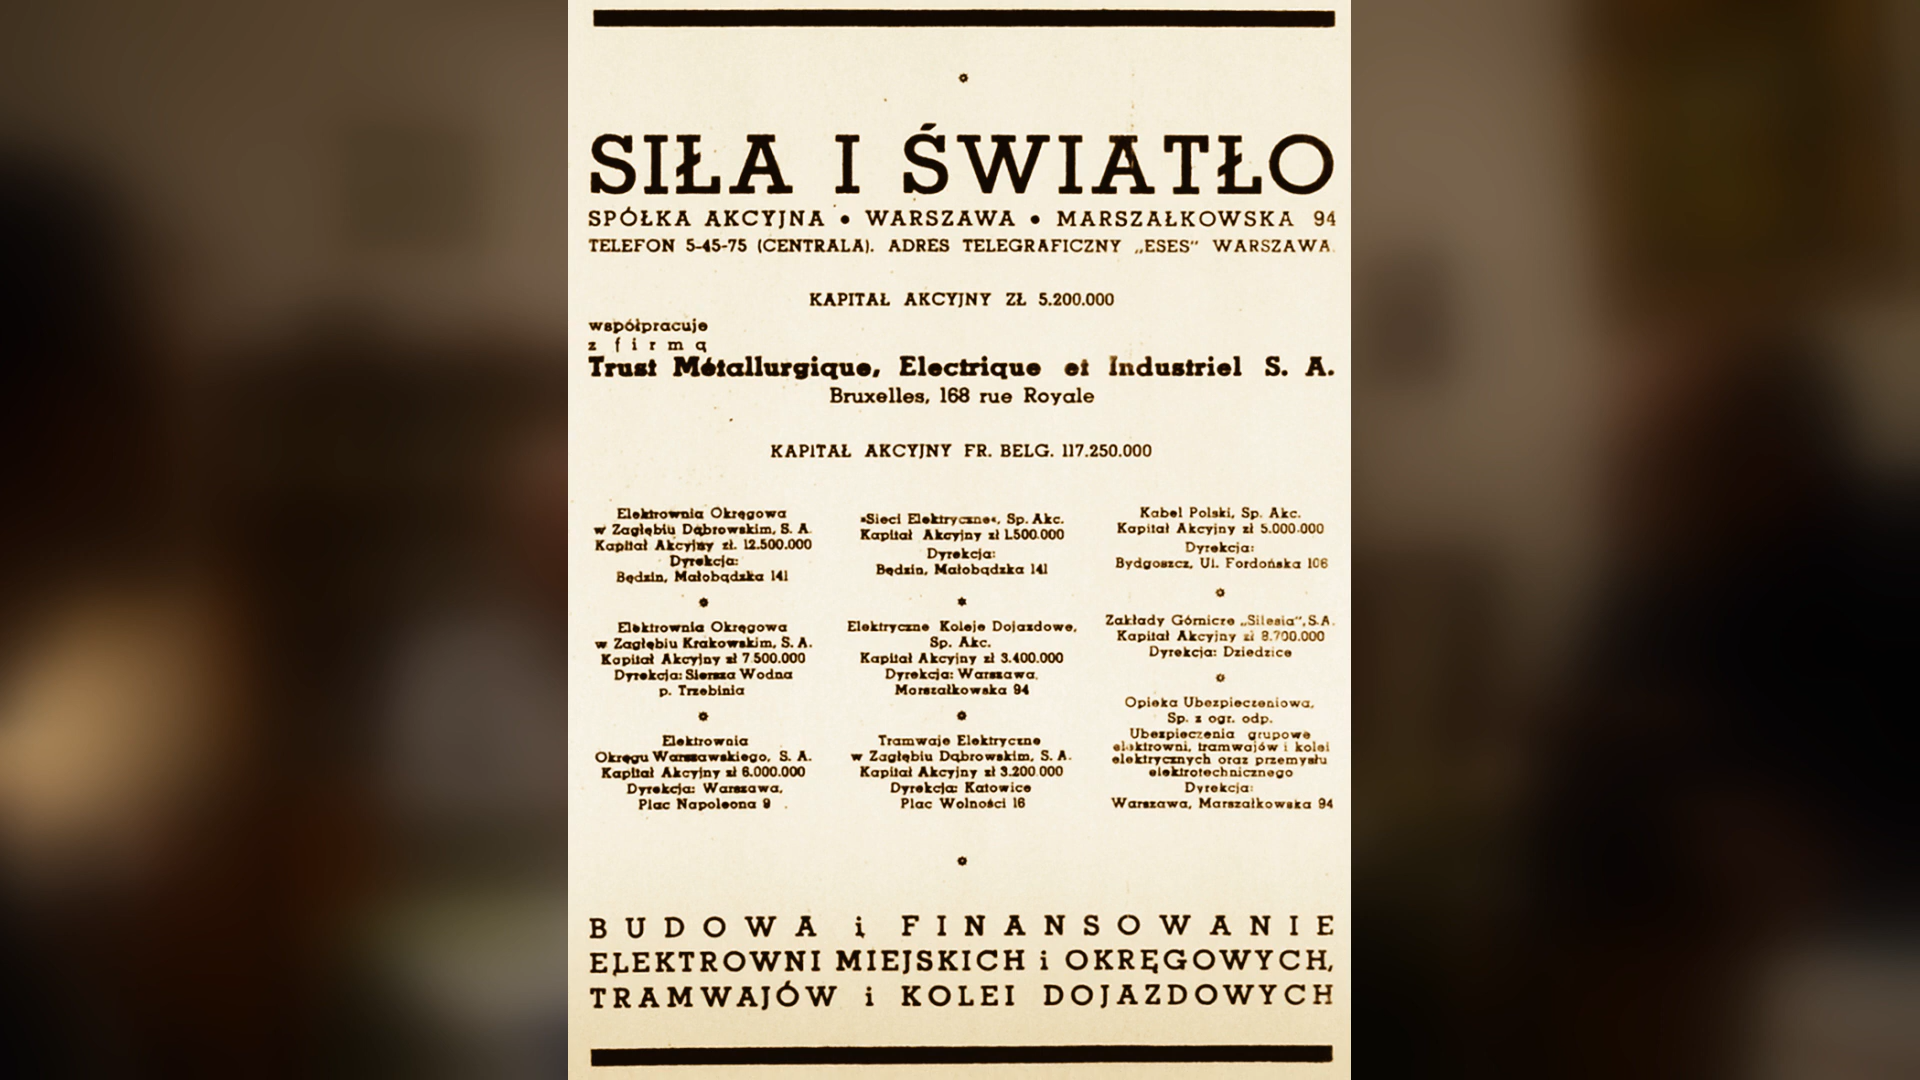 SIŁA I ŚWIATŁO
SPÓŁKA AKCYJNA • WARSZAWA • MARSZAŁKOWSKA 94
TELEFON 5-45-75 (CENTRALA). ADRES TELEGRAFICZNY „ESES" WARSZAWA.
KAPITAŁ AKCYJNY ZŁ 5.200.000
współpracuje
z firmą
Trust Métallurgique, Electrique et Industriel S. A.
Bruxelles, 168 rue Royale
KAPITAŁ AKCYJNY FR. BELG. 117.250.000
Elektrownia Okręgowa
w Zagłębiu Dąbrowskim, S. A.
Kapitał Akcyjny zł. 12.500.000
Dyrekcja:
Będzin, Małobądzka 141
Elektrownia Okręgowa
w Zagłębiu Krakowskim, S. A.
Kapitał Akcyjny zł 7.500.000
Dyrekcja: Siersza Wodna
p. Trzebinia
Elektrownia
Okręgu Warszawskiego, S. A.
Kapitał Akcyjny zł 6.000.000
Dyrekcja: Warszawa,
Plac Napoleona 9
»Sieci Elektryczne«, Sp. Akc.
Kapitał Akcyjny zł 1.500.000
Dyrekcja:
Będzin, Małobądzka 141
Elektryczne Koleje Dojazdowe,
Sp. Akc.
Kapitał Akcyjny zł 3.400.000
Dyrekcja: Warszawa.
Marszałkowska 94
Tramwaje Elektryczne
w Zagłębiu Dąbrowskim, S. A.
Kapitał Akcyjny zł 3.200.000
Dyrekcja: Katowice
Plac Wolności 16
Kabel Polski, Sp. Akc.
Kapitał Akcyjny zł 5.000.000
Dyrekcja:
Bydgoszcz, Ul. Fordońska 106
Zakłady Górnicze „Silesia", S.A.
Kapitał Akcyjny zł 8.700.000
Dyrekcja: Dziedzice
Opieka Ubezpieczeniowa,
Sp. z ogr. odp.
Ubezpieczenia grupowe
elektrowni, tramwajów i kolei
elektrycznych oraz przemysłu
elektrotechnicznego
Dyrekcja:
Warszawa, Marszałkowska 94
BUDOWA i FINANSOWANIE
ELEKTROWNI MIEJSKICH i OKRĘGOWYCH,
TRAMWAJÓW i KOLEI DOJAZDOWYCH